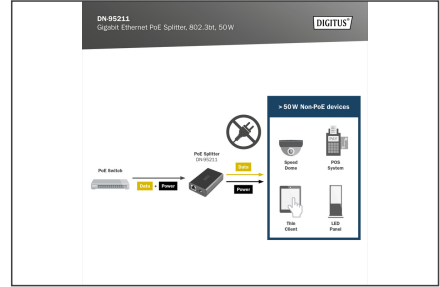 DN-95211
Gigabit Ethernet PoE Splitter, 802.3bt, 50 W
DIGITUS®
> 50 W Non-PoE devices
PoE Splitter
DN-95211
PoE Switch
Data + Power
Data
Power
Speed
Dome
POS
System
Thin
Client
LED
Panel